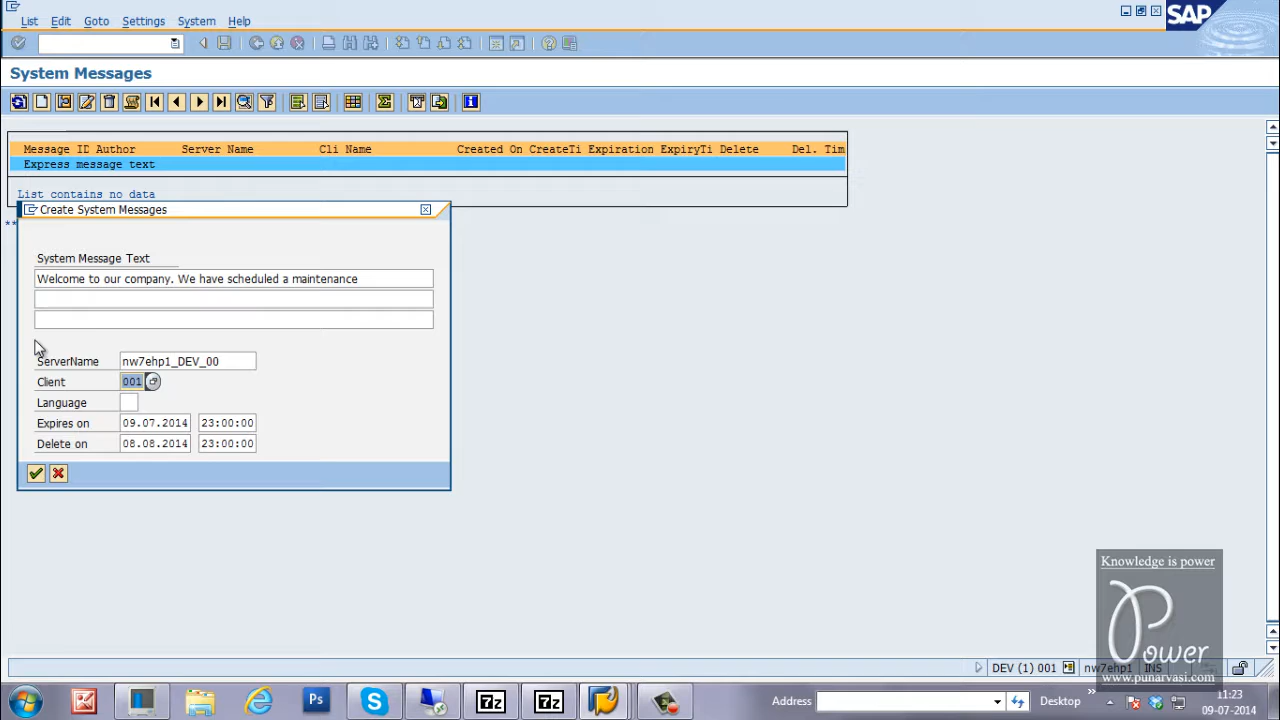 List Edit Goto Settings System Help
SAP
System Messages
Message ID Author Server Name Cli Name Created On CreateTi Expiration ExpiryTi Delete Del. Tim
Express message text
List contains no data
**
Create System Messages
System Message Text
Welcome to our company. We have scheduled a maintenance
ServerName nw7ehp1_DEV_00
Client 001
Language
Expires on 09.07.2014 23:00:00
Delete on 08.08.2014 23:00:00
Knowledge is power
Power
www.punarvasi.com
DEV (1) 001 nw7ehp1 INS
Ps 7z 7z Address Desktop » 11:23
09-07-2014